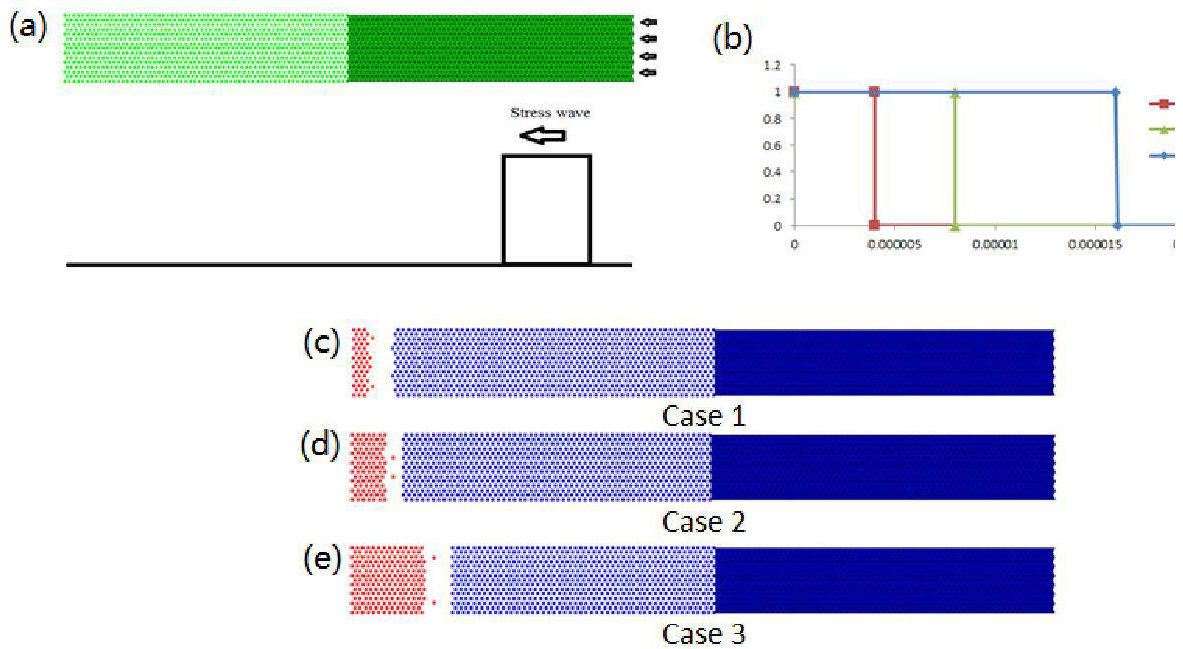 (a)
(b)
Stress wave
1.2
1
0.8
0.6
0.4
0.2
0
0 0.000005 0.00001 0.000015
(c)
Case 1
(d)
Case 2
(e)
Case 3